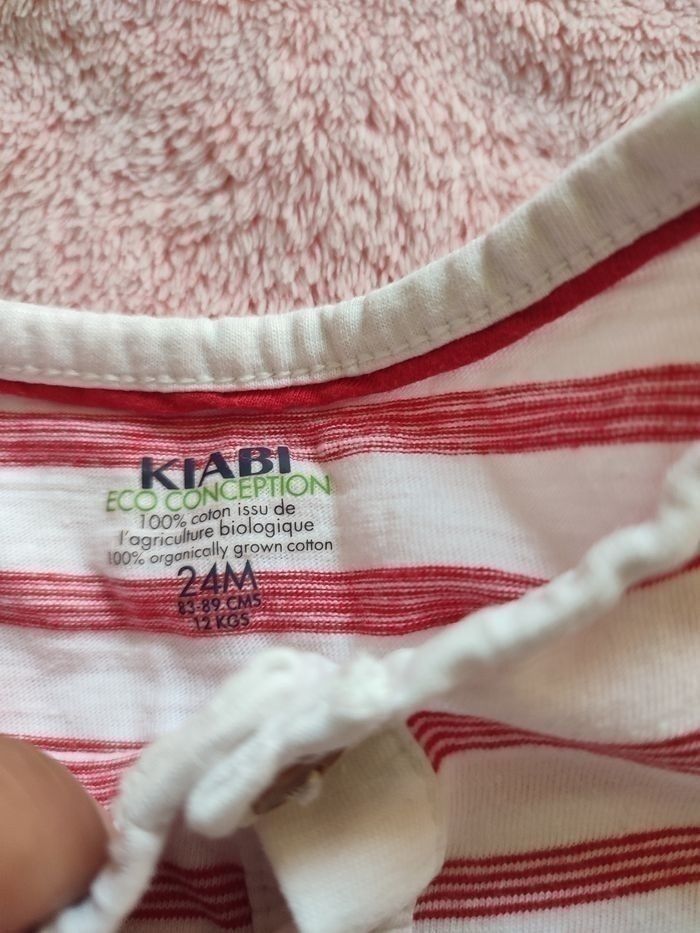 KIABI
ECO CONCEPTION
100% coton issu de
l'agriculture biologique
100% organically grown cotton
24M
83-89 CMS
12 KGS